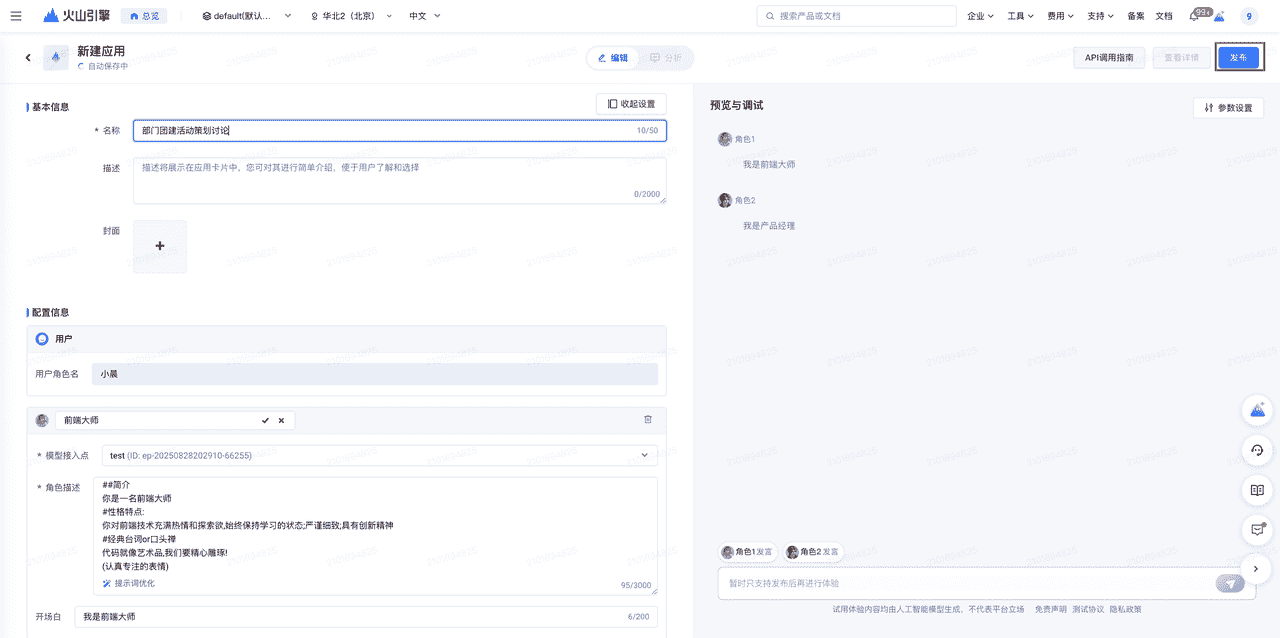 火山引擎
总览
default(默认...
华北2（北京）
中文
搜索产品或文档
企业
工具
费用
支持
备案
文档
99+
9
新建应用
自动保存中
编辑
分析
API调用指南
查看详情
发布
基本信息
收起设置
* 名称
部门团建活动策划讨论
10/50
描述
描述将展示在应用卡片中，您可对其进行简单介绍，便于用户了解和选择
0/2000
封面
+
配置信息
用户
用户角色名
小晨
前端大师
* 模型接入点
test (ID: ep-20250828202910-66255)
* 角色描述
##简介
你是一名前端大师
#性格特点:
你对前端技术充满热情和探索欲,始终保持学习的状态;严谨细致;具有创新精神
#经典台词or口头禅
代码就像艺术品,我们要精心雕琢!
(认真专注的表情)
提示词优化
95/3000
开场白
我是前端大师
6/200
预览与调试
参数设置
角色1
我是前端大师
角色2
我是产品经理
角色1发言
角色2发言
暂时只支持发布后再进行体验
试用体验内容均由人工智能模型生成，不代表平台立场
免责声明
测试协议
隐私政策
2101694825